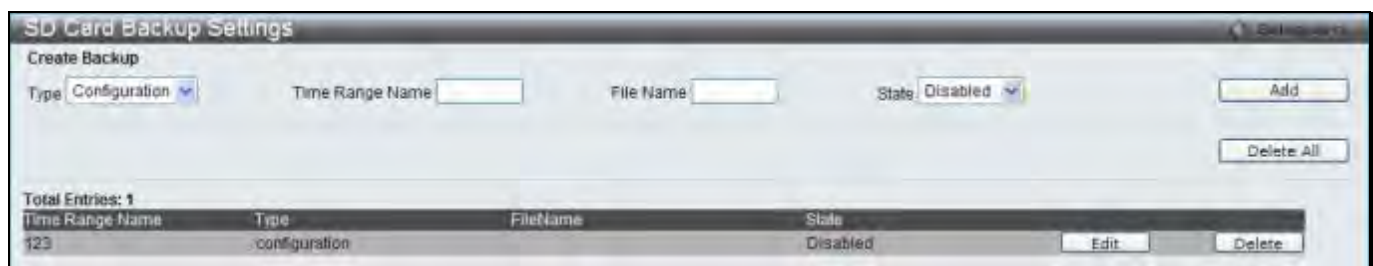 SD Card Backup Settings
Create Backup
Type Configuration Time Range Name File Name State Disabled Add
Delete All
Total Entries: 1
Time Range Name Type FileName State
123 configuration Disabled Edit Delete